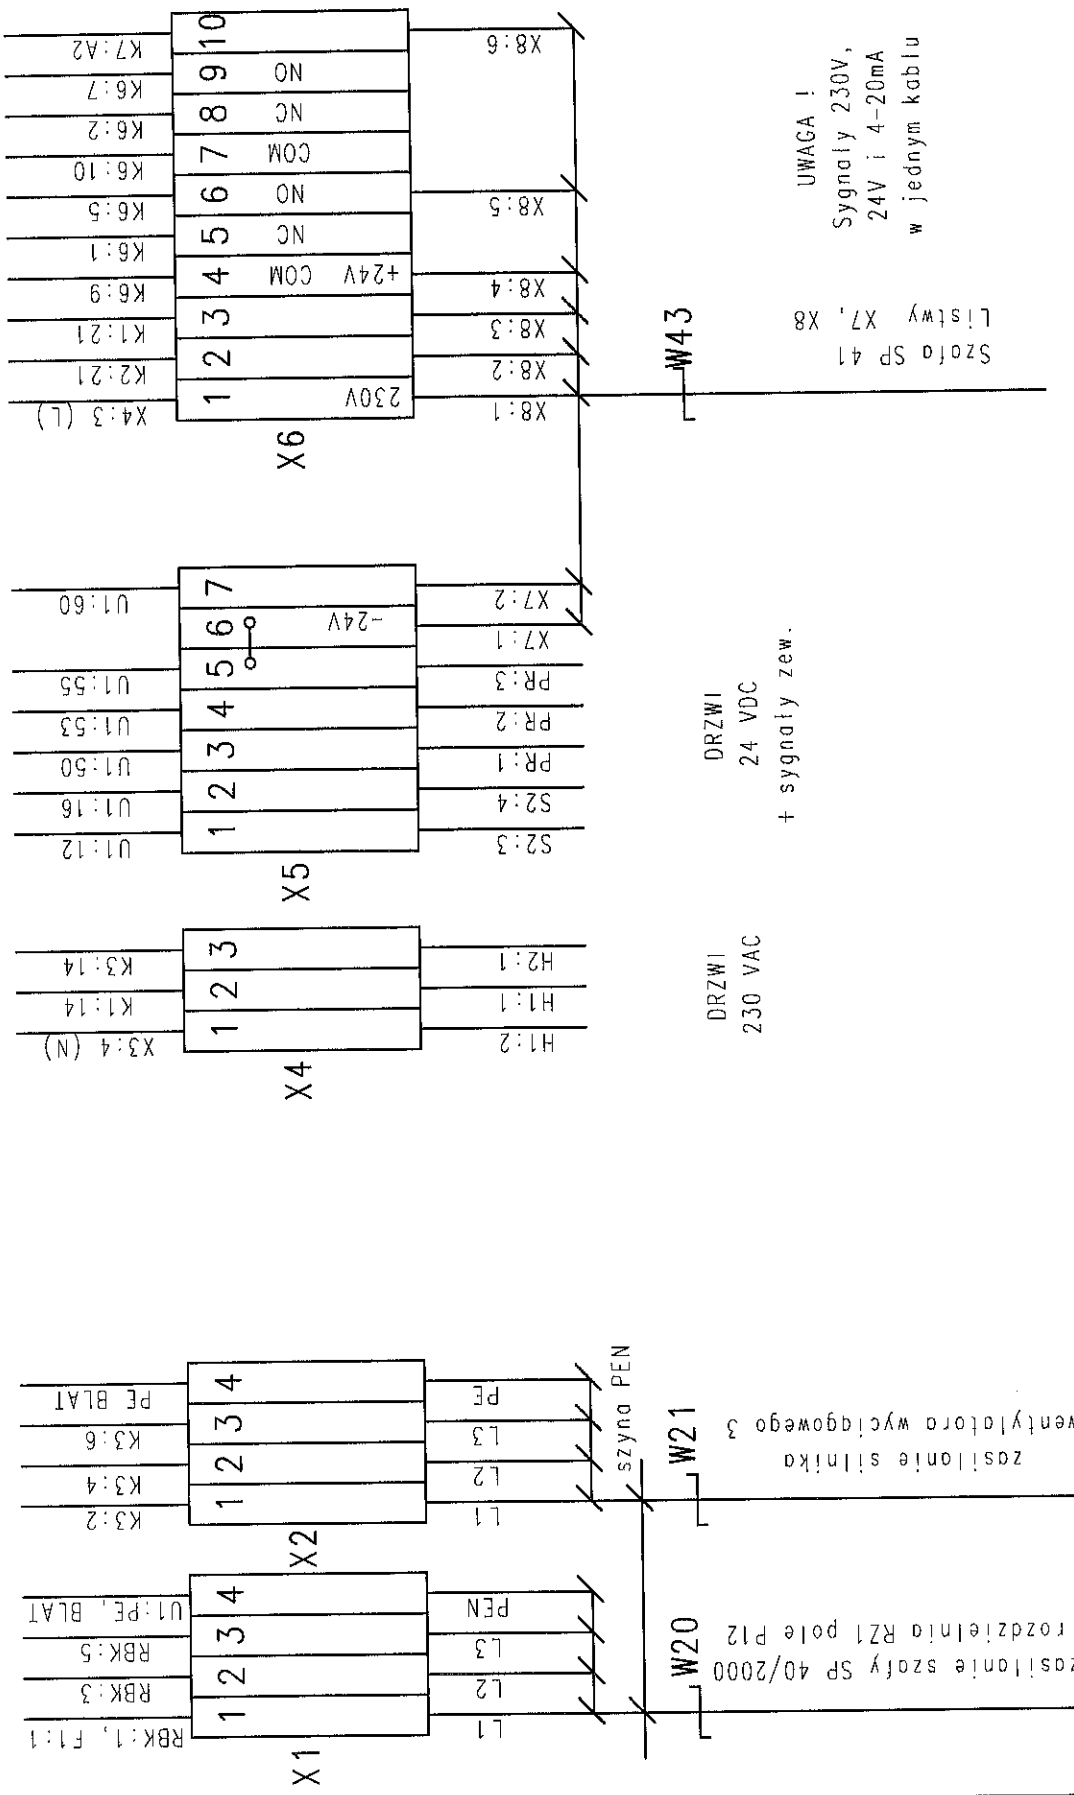 X1
1 2 3 4
RBK:1, F1:1
RBK:3
RBK:5
U1:PE, BLAT
L1
L2
L3
PEN
W20
zasilanie szafy SP 40/2000
rozdzielnia RZ1 pole P12
X2
1 2 3 4
K3:2
K3:4
K3:6
PE BLAT
L1
L2
L3
PE
szyna PEN
W21
zasilanie silnika
wentylatora wyciągowego 3
X4
1 2 3
X3:4 (N)
K1:14
K3:14
H1:2
H1:1
H2:1
DRZWI
230 VAC
X5
1 2 3 4 5 6 7
-24V
U1:12
U1:16
U1:50
U1:53
U1:55
U1:60
S2:3
S2:4
PR:1
PR:2
PR:3
X7:1
X7:2
DRZWI
24 VDC
+ sygnały zew.
X6
1 2 3 4 5 6 7 8 9 10
230V
COM +24V
NC
NO
COM
NC
NO
X4:3 (L)
K2:21
K1:21
K6:9
K6:1
K6:5
K6:10
K6:2
K6:7
K7:A2
X8:1
X8:2
X8:3
X8:4
X8:5
X8:6
W43
Szafa SP 41
Listwy X7, X8
UWAGA !
Sygnały 230V,
24V i 4-20mA
w jednym kablu